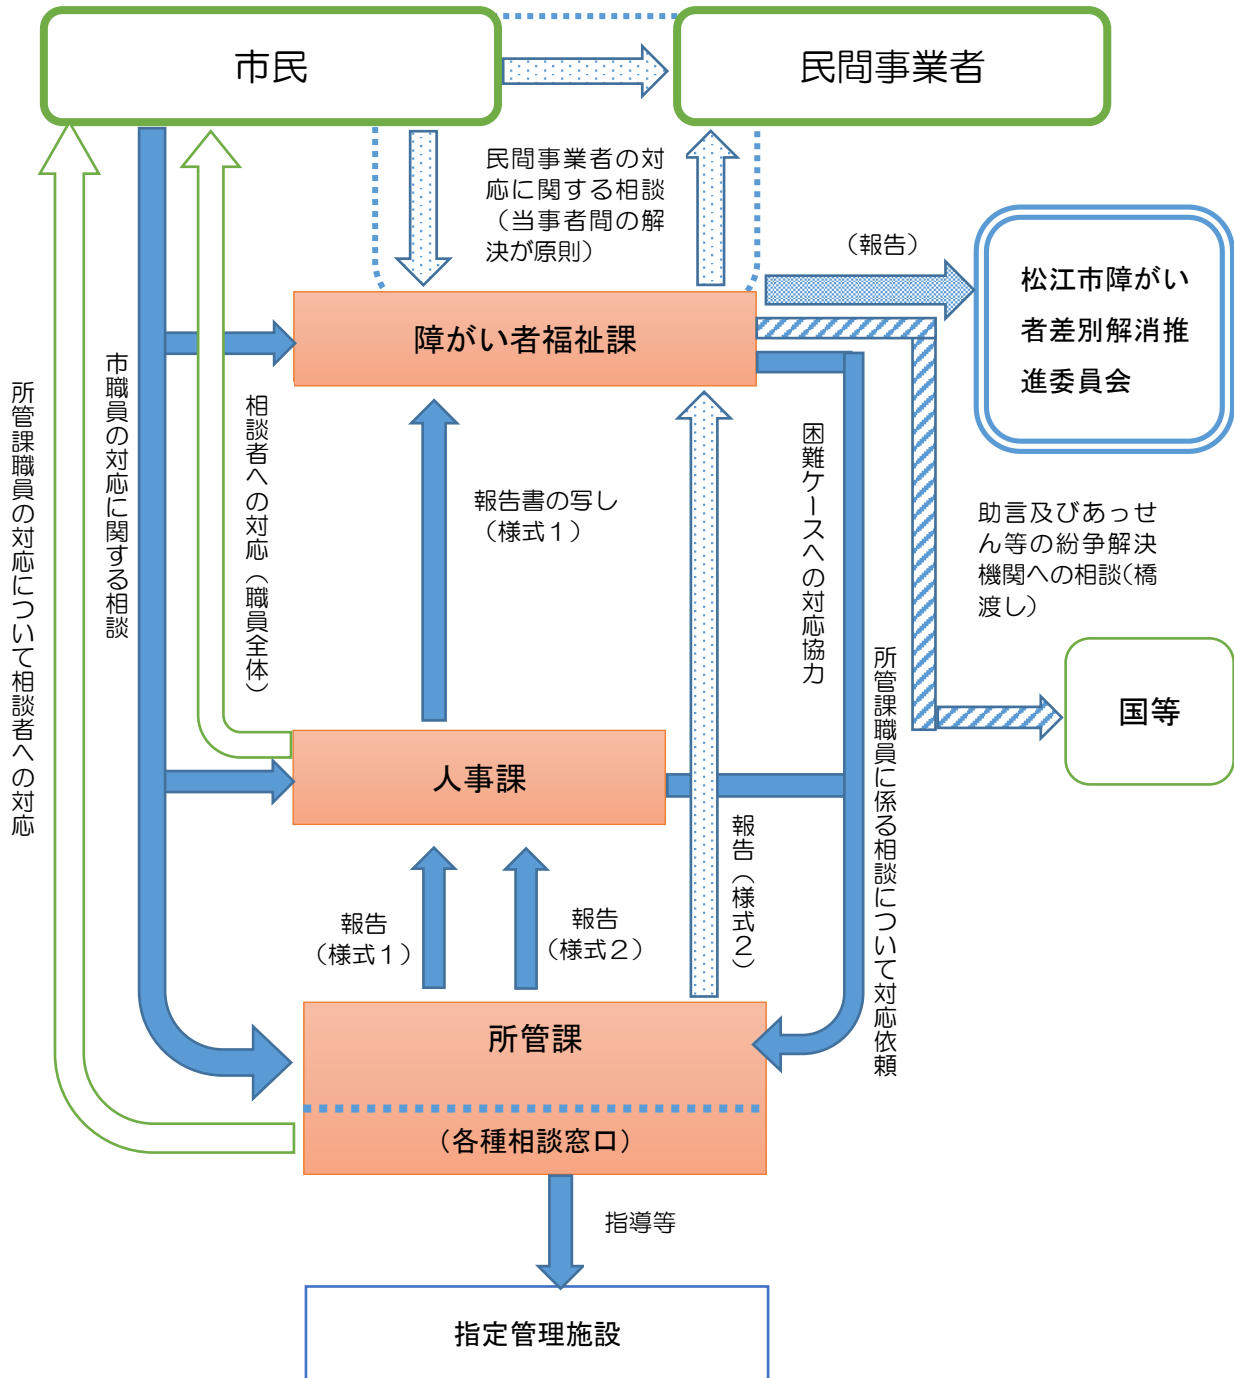 市民
民間事業者
民間事業者の対
応に関する相談
（当事者間の解
決が原則）
（報告）
松江市障がい
者差別解消推
進委員会
障がい者福祉課
所管課職員の対応について相談者への対応
市職員の対応に関する相談
相談者への対応（職員全体）
報告書の写し
（様式１）
困難ケースへの対応協力
助言及びあっせ
ん等の紛争解決
機関への相談（橋
渡し）
所管課職員に係る相談について対応依頼
国等
人事課
報告
（様式１）
報告
（様式２）
報告（様式２）
所管課
（各種相談窓口）
指導等
指定管理施設